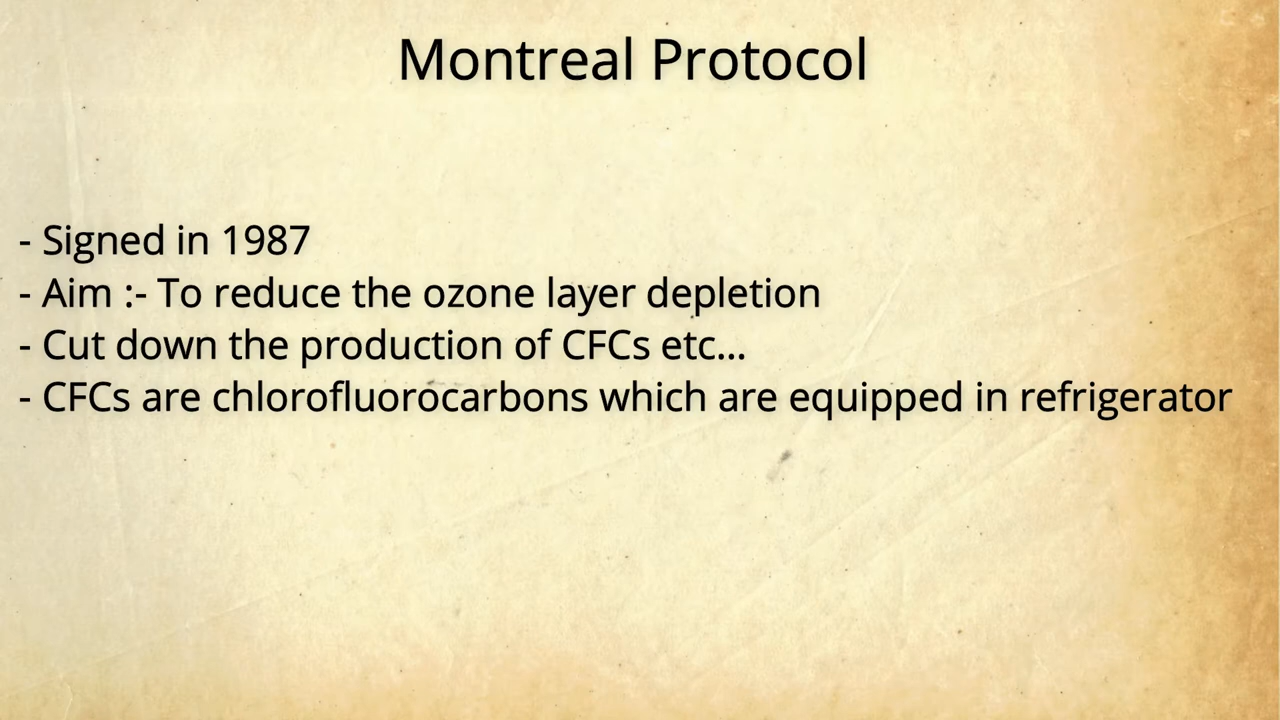 Montreal Protocol
- Signed in 1987
- Aim :- To reduce the ozone layer depletion
- Cut down the production of CFCs etc...
- CFCs are chlorofluorocarbons which are equipped in refrigerator